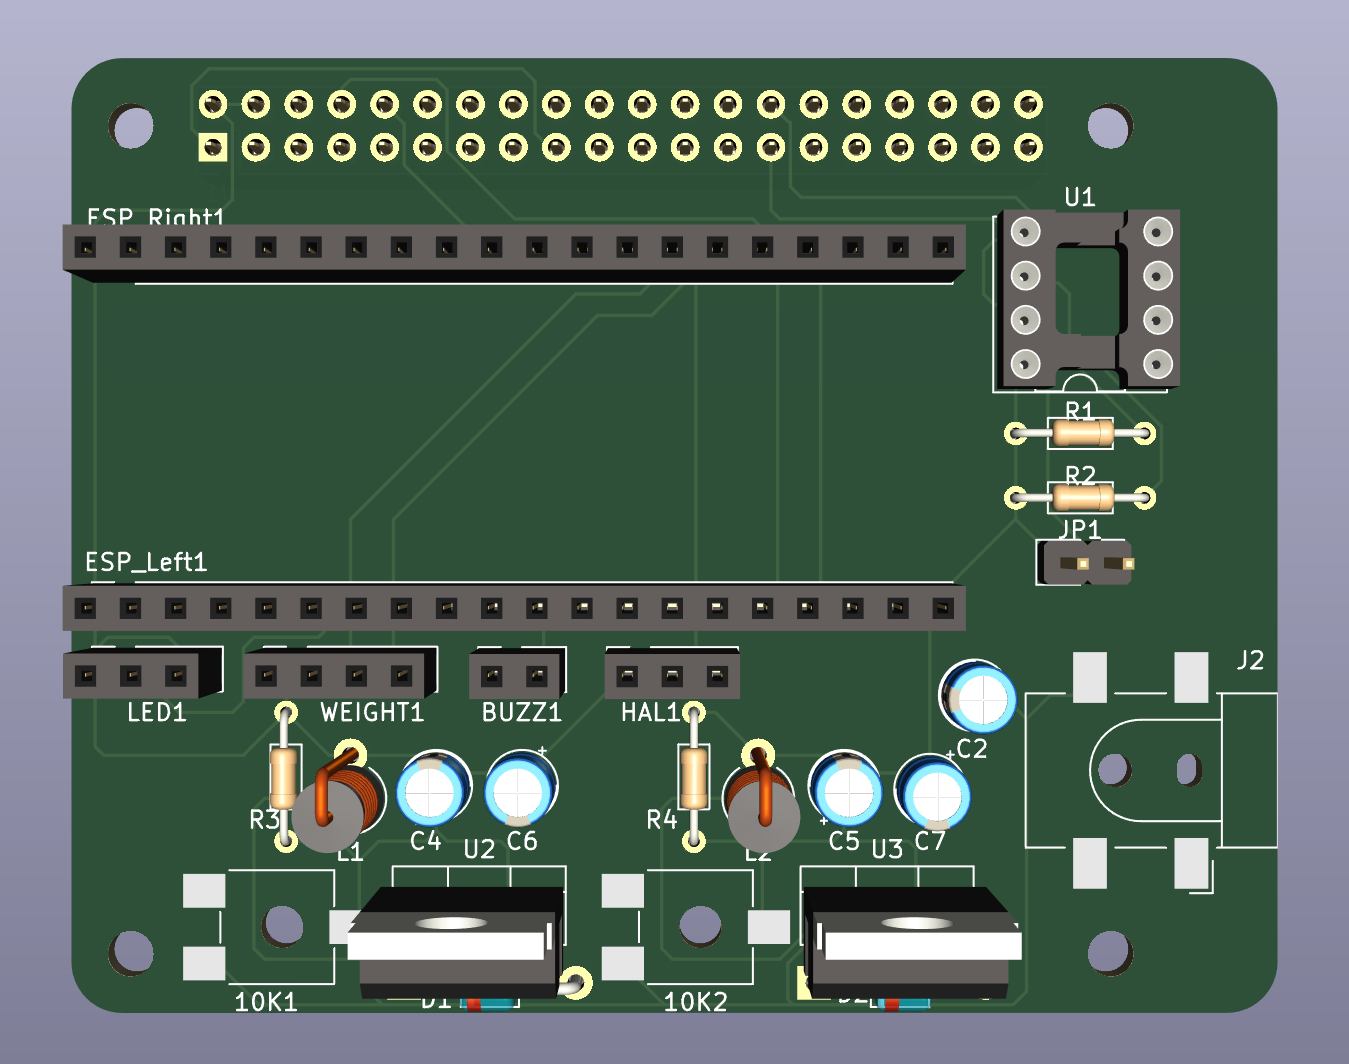 ESP_Right1
U1
R1
R2
JP1
ESP_Left1
J2
LED1
WEIGHT1
BUZZ1
HAL1
C2
R3
L1
C4
C6
U2
R4
L2
C5
C7
U3
10K1
D1
10K2
D2